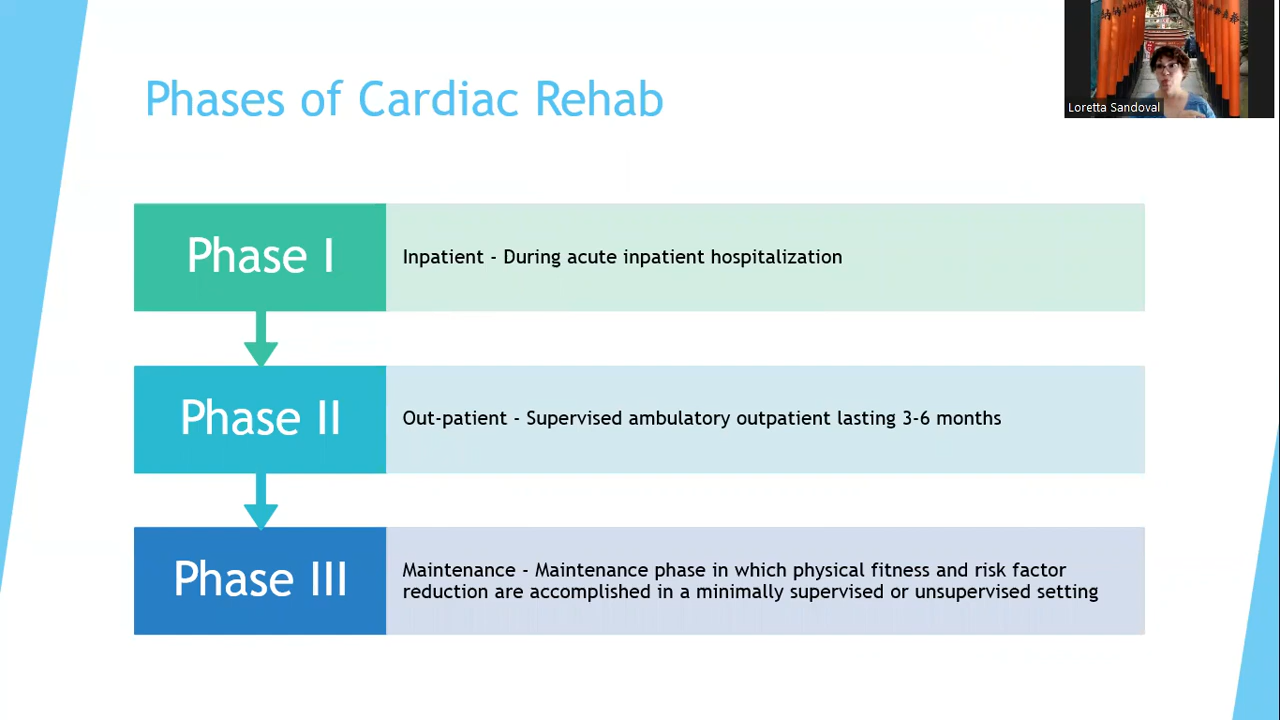 Phases of Cardiac Rehab
Loretta Sandoval
Phase I
Inpatient - During acute inpatient hospitalization
Phase II
Out-patient - Supervised ambulatory outpatient lasting 3-6 months
Phase III
Maintenance - Maintenance phase in which physical fitness and risk factor
reduction are accomplished in a minimally supervised or unsupervised setting